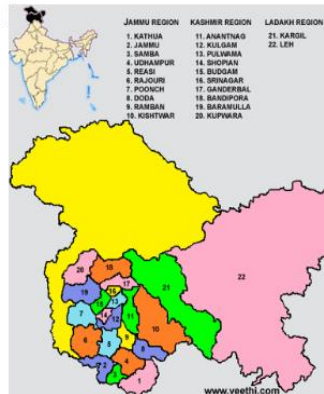 JAMMU REGION KASHMIR REGION LADAKH REGION
1. KATHUA 11. ANANTNAG 21. KARGIL
2. JAMMU 12. KULGAM 22. LEH
3. SAMBA 13. PULWAMA
4. UDHAMPUR 14. SHOPIAN
5. REASI 15. BUDGAM
6. RAJOURI 16. SRINAGAR
7. POONCH 17. GANDERBAL
8. DODA 18. BANDIPORA
9. RAMBAN 19. BARAMULLA
10. KISHTWAR 20. KUPWARA
20
17
21
22
19
16
13
15
14
12
11
10
7
6
5
9
4
8
2
3
1
www.veethi.com